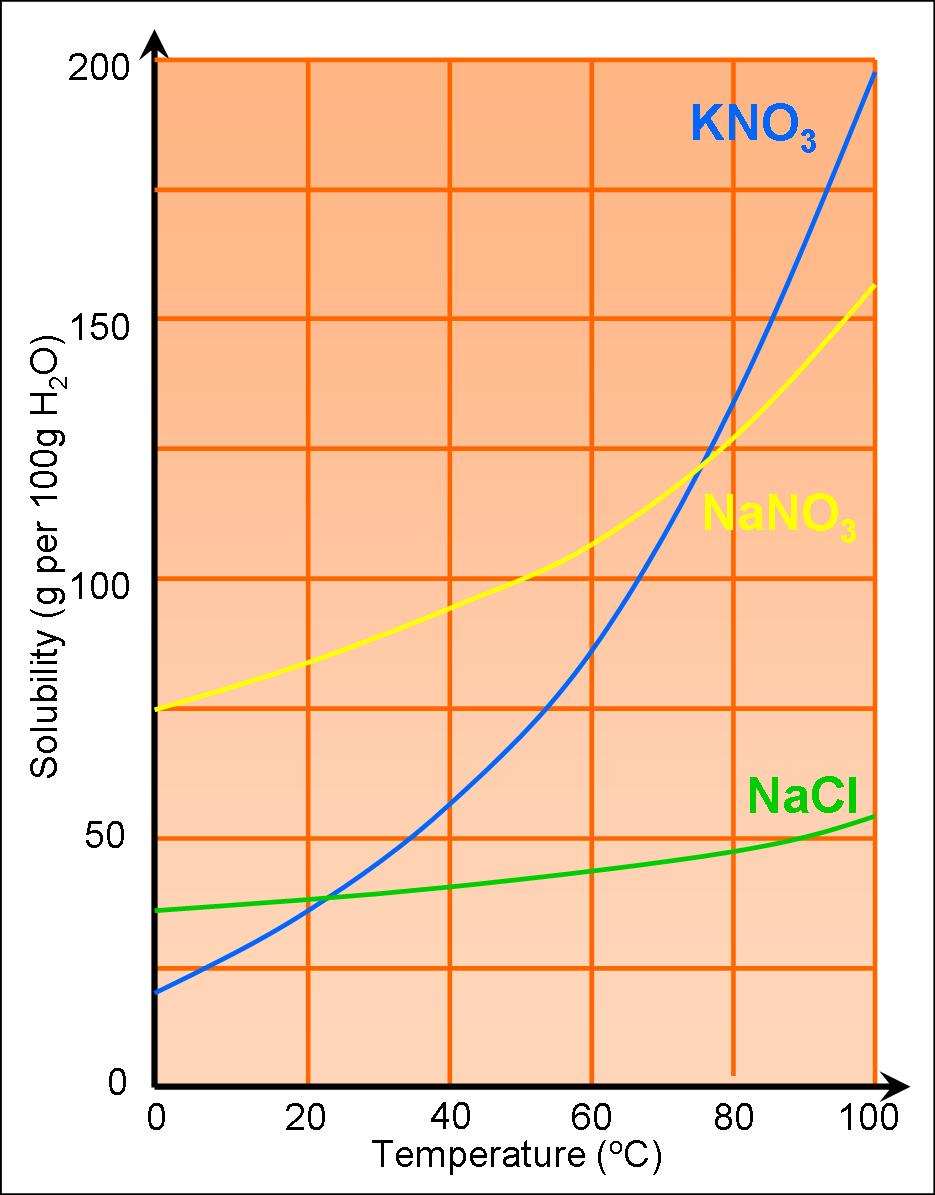 200
KNO₃
150
NaNO₃
100
NaCl
50
0
0 20 40 60 80 100
Temperature (ºC)
Solubility (g per 100g H₂O)